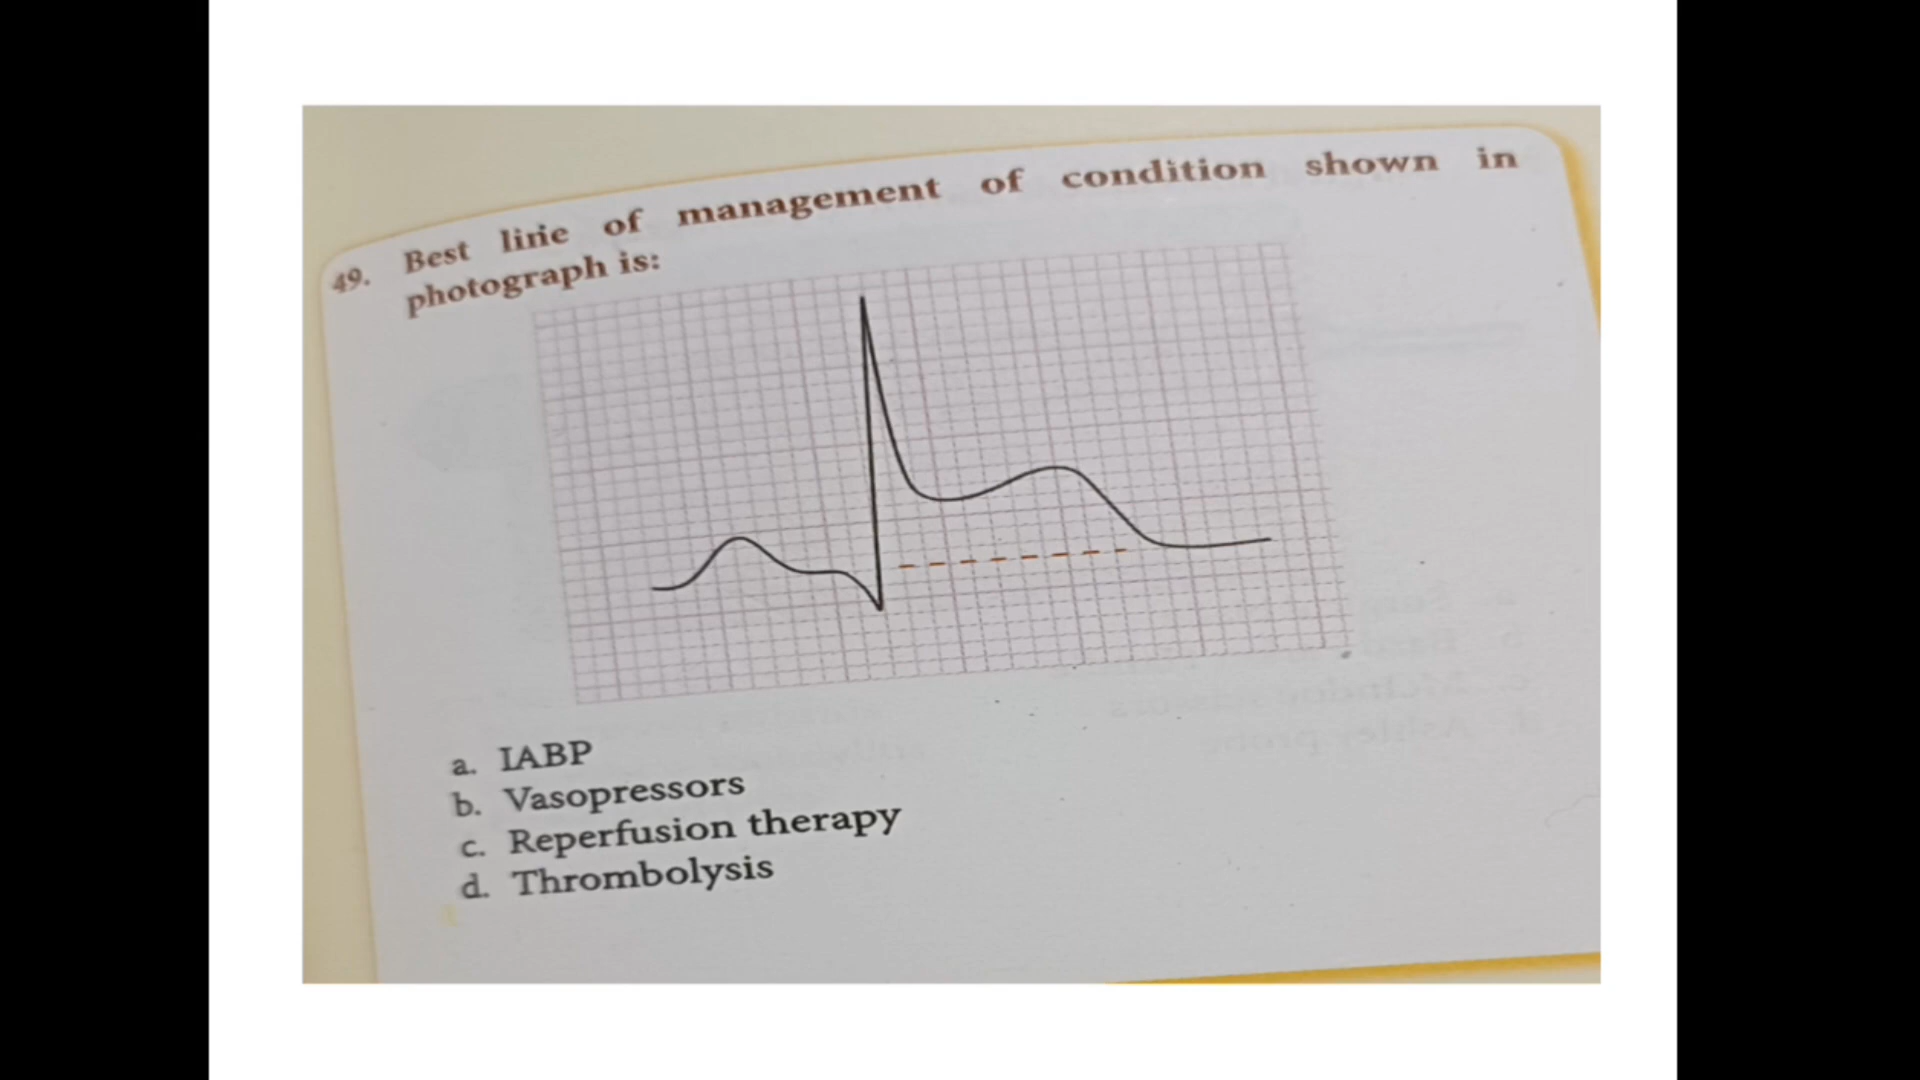 49. Best line of management of condition shown in
photograph is:
a. IABP
b. Vasopressors
c. Reperfusion therapy
d. Thrombolysis